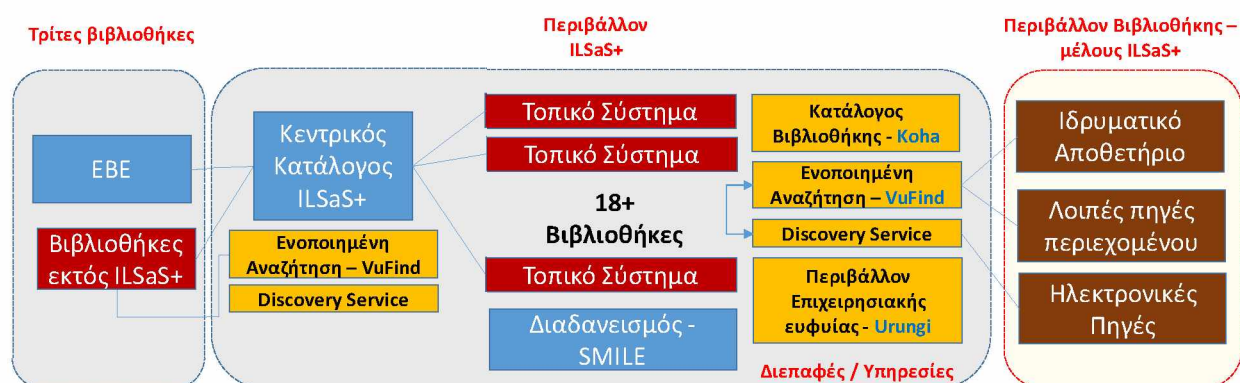 Τρίτες βιβλιοθήκες
Περιβάλλον
ILSaS+
Περιβάλλον Βιβλιοθήκης –
μέλους ILSaS+
ΕΒΕ
Βιβλιοθήκες
εκτός ILSaS+
Κεντρικός
Κατάλογος
ILSaS+
Ενοποιημένη
Αναζήτηση – VuFind
Discovery Service
Τοπικό Σύστημα
Τοπικό Σύστημα
18+
Βιβλιοθήκες
Τοπικό Σύστημα
Διαδανεισμός -
SMILE
Κατάλογος
Βιβλιοθήκης - Koha
Ενοποιημένη
Αναζήτηση – VuFind
Discovery Service
Περιβάλλον
Επιχειρησιακής
ευφυίας - Urungi
Διεπαφές / Υπηρεσίες
Ιδρυματικό
Αποθετήριο
Λοιπές πηγές
περιεχομένου
Ηλεκτρονικές
Πηγές